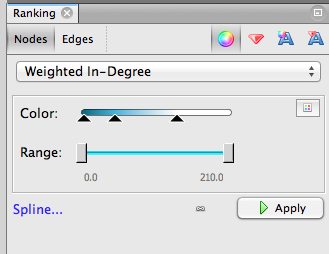 Ranking
Nodes Edges
Weighted In-Degree
Color:
Range:
0.0 210.0
Spline... Apply